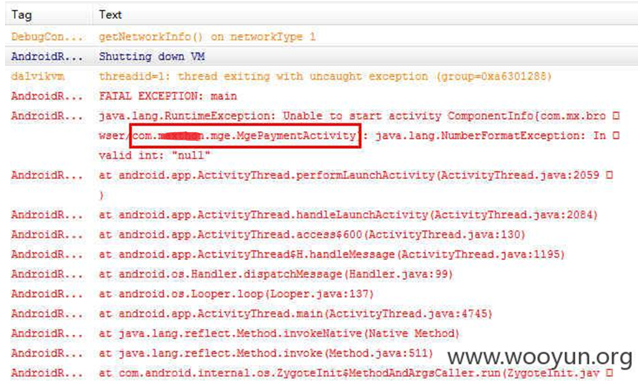 Tag Text
DebugCon... getNetworkInfo() on networkType 1
AndroidR... Shutting down VM
dalvikvm threadid=1: thread exiting with uncaught exception (group=0xa6301288)
AndroidR... FATAL EXCEPTION: main
AndroidR... java.lang.RuntimeException: Unable to start activity ComponentInfo{com.mx.bro
wser/com. .mge.MgePaymentActivity}: java.lang.NumberFormatException: In
valid int: "null"
AndroidR... at android.app.ActivityThread.performLaunchActivity(ActivityThread.java:2059
)
AndroidR... at android.app.ActivityThread.handleLaunchActivity(ActivityThread.java:2084)
AndroidR... at android.app.ActivityThread.access$600(ActivityThread.java:130)
AndroidR... at android.app.ActivityThread$H.handleMessage(ActivityThread.java:1195)
AndroidR... at android.os.Handler.dispatchMessage(Handler.java:99)
AndroidR... at android.os.Looper.loop(Looper.java:137)
AndroidR... at android.app.ActivityThread.main(ActivityThread.java:4745)
AndroidR... at java.lang.reflect.Method.invokeNative(Native Method)
AndroidR... at java.lang.reflect.Method.invoke(Method.java:511)
AndroidR... at com.android.internal.os.ZygoteInit$MethodAndArgsCaller.run(ZygoteInit.jav
www.wooyun.org